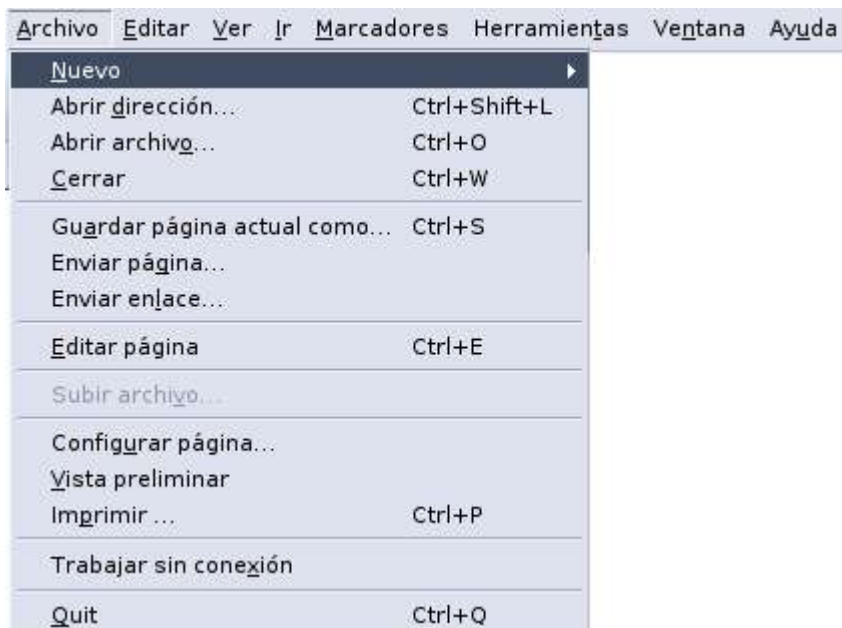 Archivo Editar Ver Ir Marcadores Herramientas Ventana Ayuda
Nuevo
Abrir dirección... Ctrl+Shift+L
Abrir archivo... Ctrl+O
Cerrar Ctrl+W
Guardar página actual como... Ctrl+S
Enviar página...
Enviar enlace...
Editar página Ctrl+E
Subir archivo...
Configurar página...
Vista preliminar
Imprimir ... Ctrl+P
Trabajar sin conexión
Quit Ctrl+Q